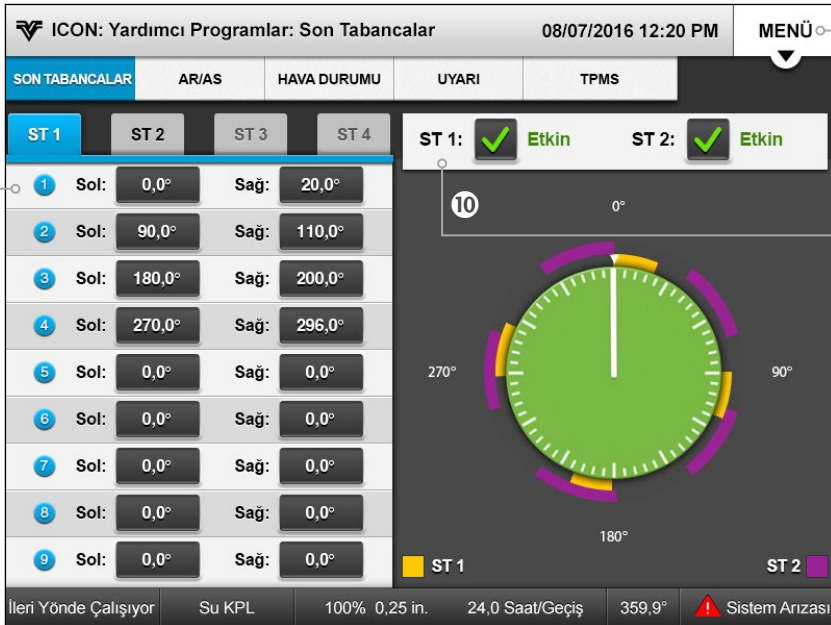 ICON: Yardımcı Programlar: Son Tabancalar 08/07/2016 12:20 PM MENÜ
SON TABANCALAR AR/AS HAVA DURUMU UYARI TPMS
ST 1 ST 2 ST 3 ST 4
ST 1: Etkin ST 2: Etkin
10
1 Sol: 0,0° Sağ: 20,0°
2 Sol: 90,0° Sağ: 110,0°
3 Sol: 180,0° Sağ: 200,0°
4 Sol: 270,0° Sağ: 296,0°
5 Sol: 0,0° Sağ: 0,0°
6 Sol: 0,0° Sağ: 0,0°
7 Sol: 0,0° Sağ: 0,0°
8 Sol: 0,0° Sağ: 0,0°
9 Sol: 0,0° Sağ: 0,0°
0°
270° 90°
180°
ST 1 ST 2
İleri Yönde Çalışıyor Su KPL 100% 0,25 in. 24,0 Saat/Geçiş 359,9° Sistem Arızası